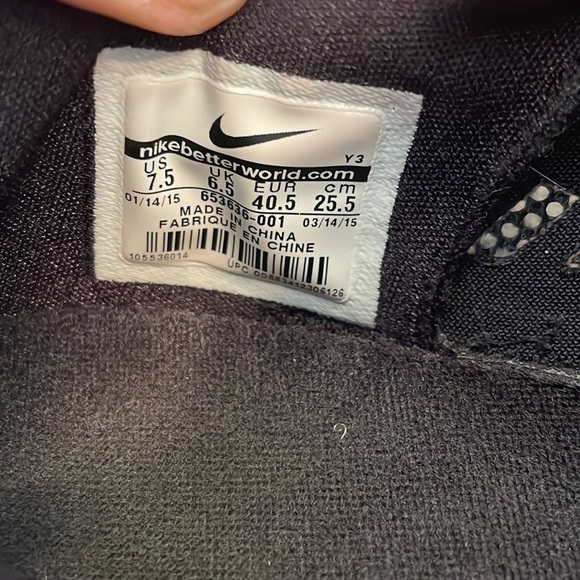 nikebetterworld.com
Y3
US UK EUR cm
7.5 6.5 40.5 25.5
01/14/15 653636-001 03/14/15
MADE IN CHINA
FABRIQUE EN CHINE
105536014
UPC